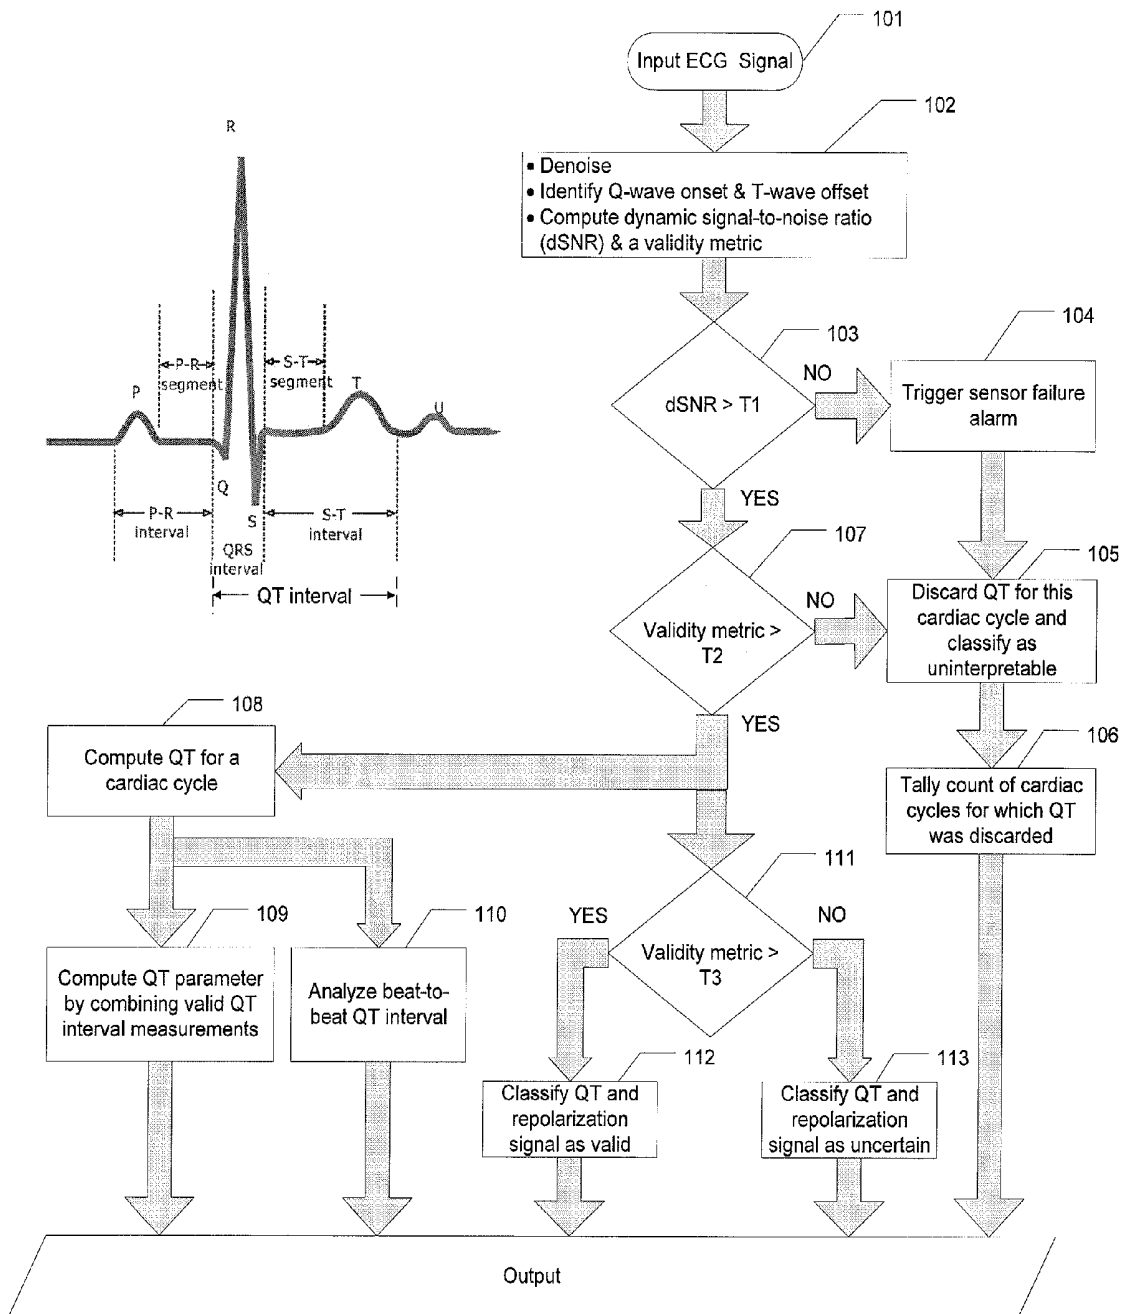 101
Input ECG Signal
102
• Denoise
• Identify Q-wave onset & T-wave offset
• Compute dynamic signal-to-noise ratio
(dSNR) & a validity metric
R
P-R
segment
S-T
segment
P
T
U
Q
S
P-R
interval
S-T
interval
QRS
interval
QT interval
103
dSNR > T1
NO
YES
104
Trigger sensor failure
alarm
107
Validity metric >
T2
NO
YES
105
Discard QT for this
cardiac cycle and
classify as
uninterpretable
106
Tally count of cardiac
cycles for which QT
was discarded
108
Compute QT for a
cardiac cycle
109
Compute QT parameter
by combining valid QT
interval measurements
110
Analyze beat-to-
beat QT interval
111
YES
NO
Validity metric >
T3
112
Classify QT and
repolarization
signal as valid
113
Classify QT and
repolarization
signal as uncertain
Output